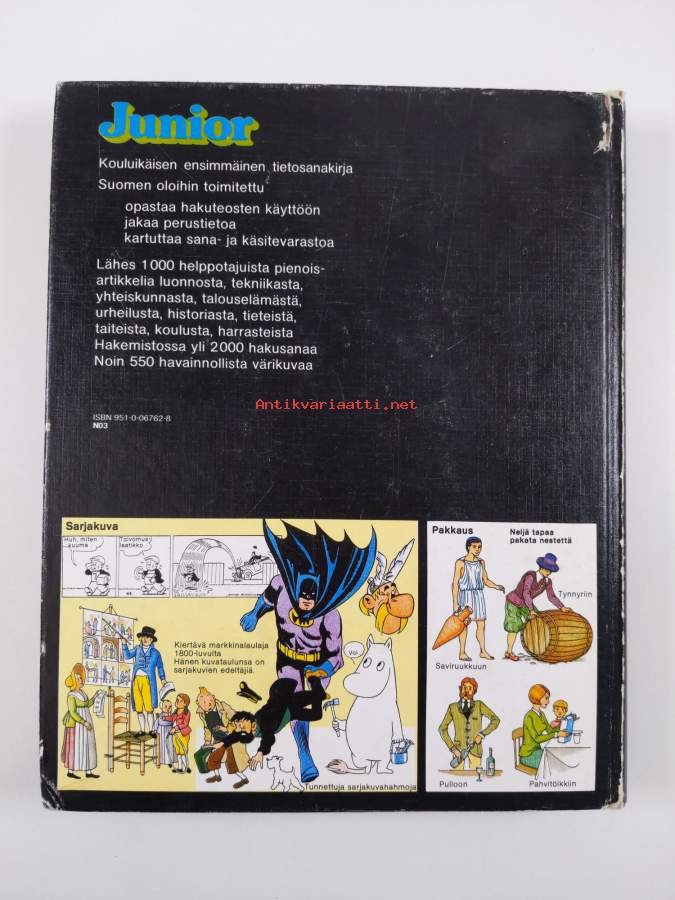 Junior
Kouluikäisen ensimmäinen tietosanakirja
Suomen oloihin toimitettu
opastaa hakuteosten käyttöön
jakaa perustietoa
kartuttaa sana- ja käsitevarastoa
Lähes 1000 helppotajuista pienois-
artikkelia luonnosta, tekniikasta,
yhteiskunnasta, talouselämästä,
urheilusta, historiasta, tieteistä,
taiteista, koulusta, harrasteista
Hakemistossa yli 2000 hakusanaa
Noin 550 havainnollista värikuvaa
Antikvariaatti.net
ISBN 951-0-06762-8
N03
Sarjakuva
Huh, miten
kuuma
Toivomus-
laatikko
Kiertävä markkinalaulaja
1800-luvulta
Hänen kuvataulunsa on
sarjakuvien edeltäjiä.
Voi
Tunnettuja sarjakuvahahmoja
Pakkaus
Neljä tapaa
pakata nestettä
Tynnyriin
Saviruukkuun
Pulloon
Pahvitölkkiin